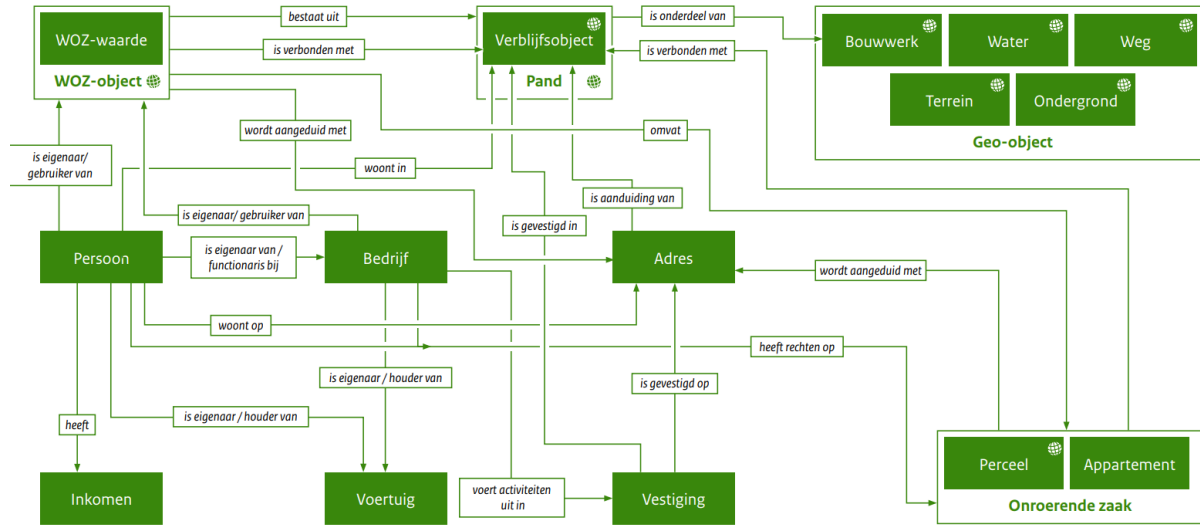 bestaat uit
is onderdeel van
WOZ-waarde
Verblijfsobject
Bouwwerk
Water
Weg
is verbonden met
is verbonden met
WOZ-object
Pand
Terrein
Ondergrond
wordt aangeduid met
omvat
Geo-object
is eigenaar/
gebruiker van
woont in
is aanduiding van
is eigenaar/ gebruiker van
is gevestigd in
Persoon
is eigenaar van /
functionaris bij
Bedrijf
Adres
wordt aangeduid met
woont op
heeft rechten op
is eigenaar / houder van
is gevestigd op
is eigenaar / houder van
heeft
Perceel
Appartement
Inkomen
Voertuig
voert activiteiten
uit in
Vestiging
Onroerende zaak